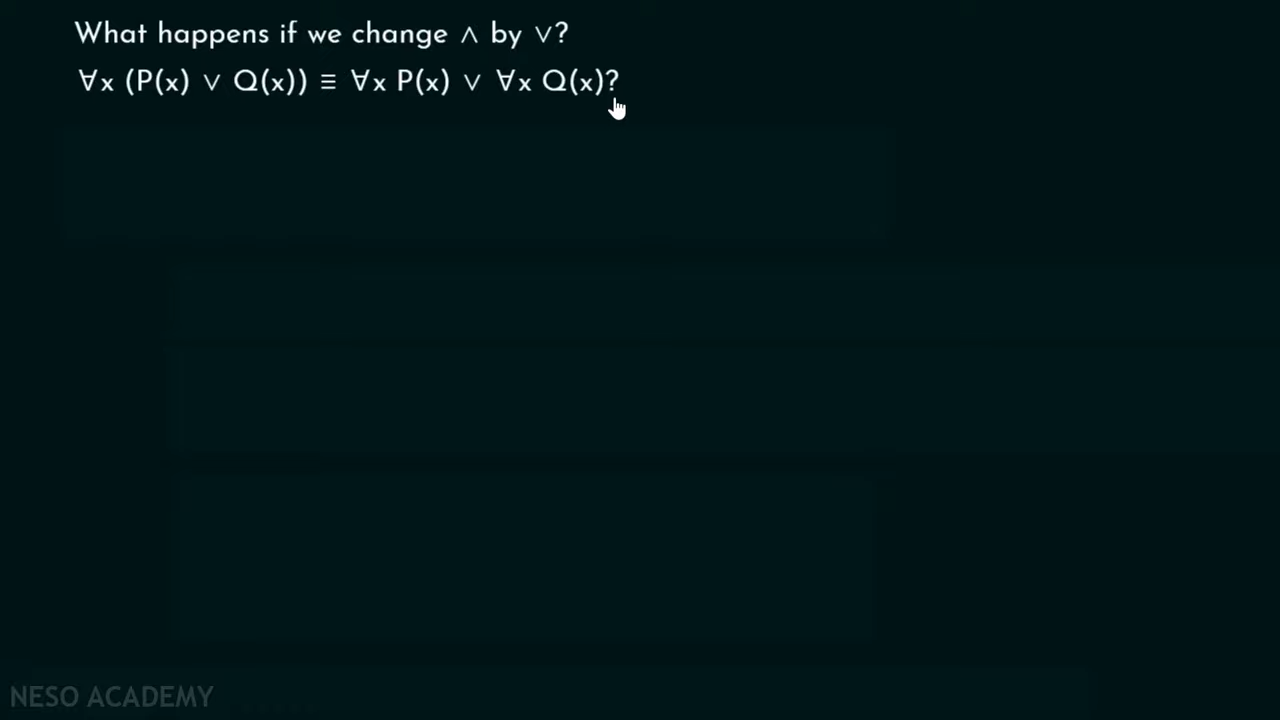 What happens if we change ∧ by ∨?
∀x (P(x) ∨ Q(x)) ≡ ∀x P(x) ∨ ∀x Q(x)?
NESO ACADEMY